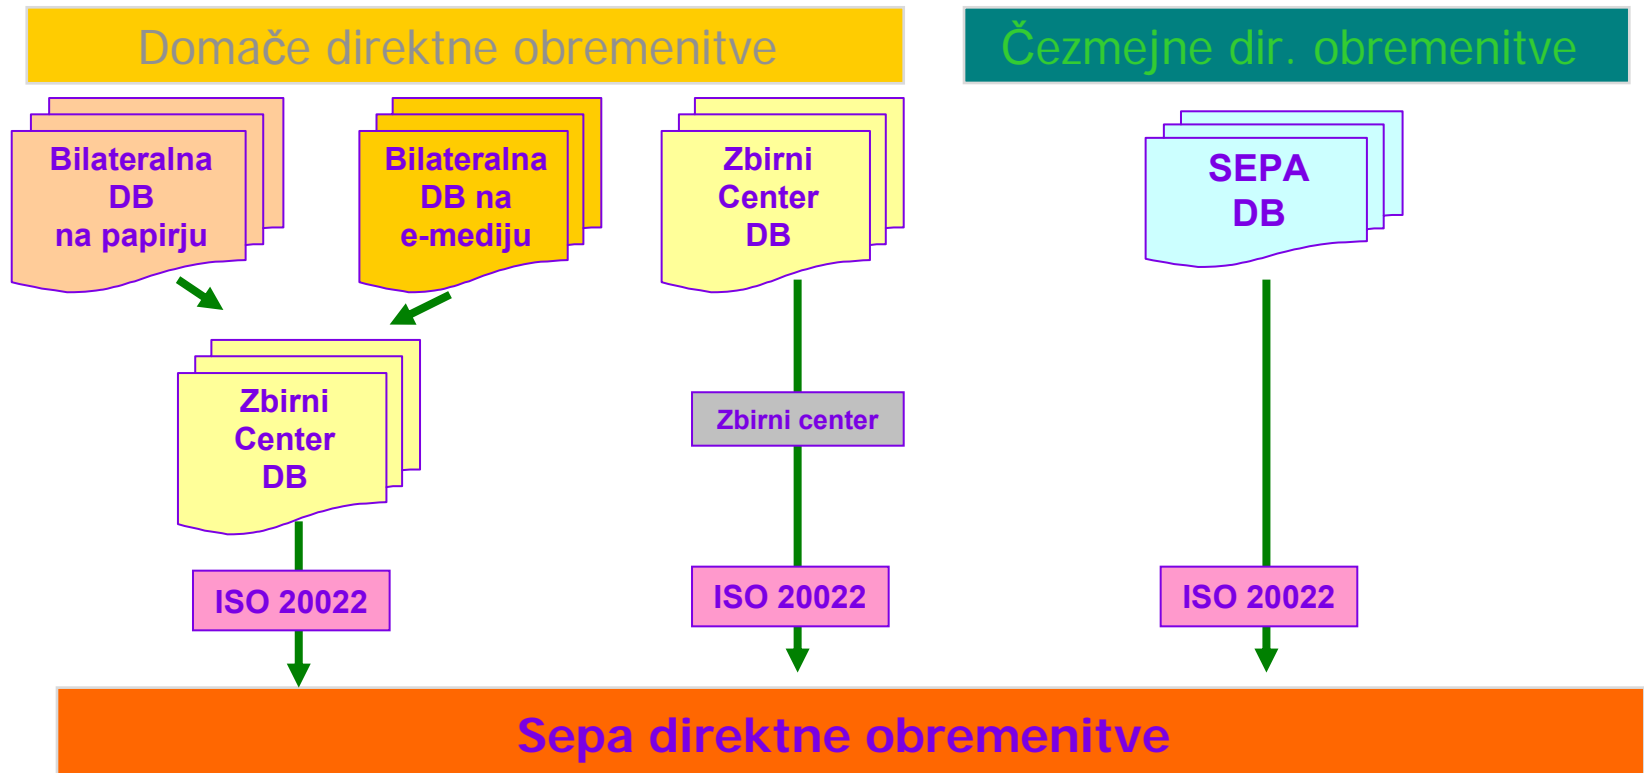 Domače direktne obremenitve
Čezmejne dir. obremenitve
Bilateralna
DB
na papirju
Bilateralna
DB na
e-mediju
Zbirni
Center
DB
SEPA
DB
Zbirni
Center
DB
Zbirni center
ISO 20022
ISO 20022
ISO 20022
Sepa direktne obremenitve